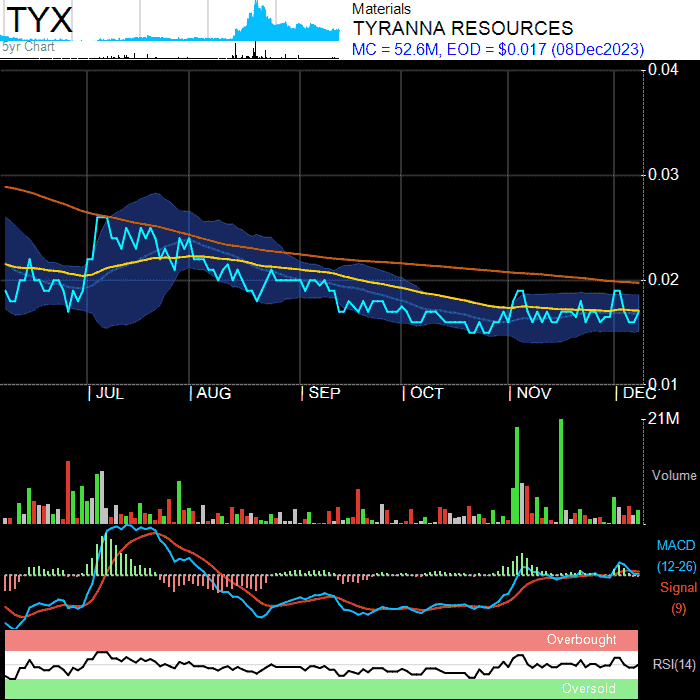 TYX
5yr Chart
Materials
TYRANNA RESOURCES
MC = 52.6M, EOD = $0.017 (08Dec2023)
0.04
0.03
0.02
0.01
JUL AUG SEP OCT NOV DEC
21M
Volume
MACD
(12-26)
Signal
(9)
Overbought
RSI(14)
Oversold